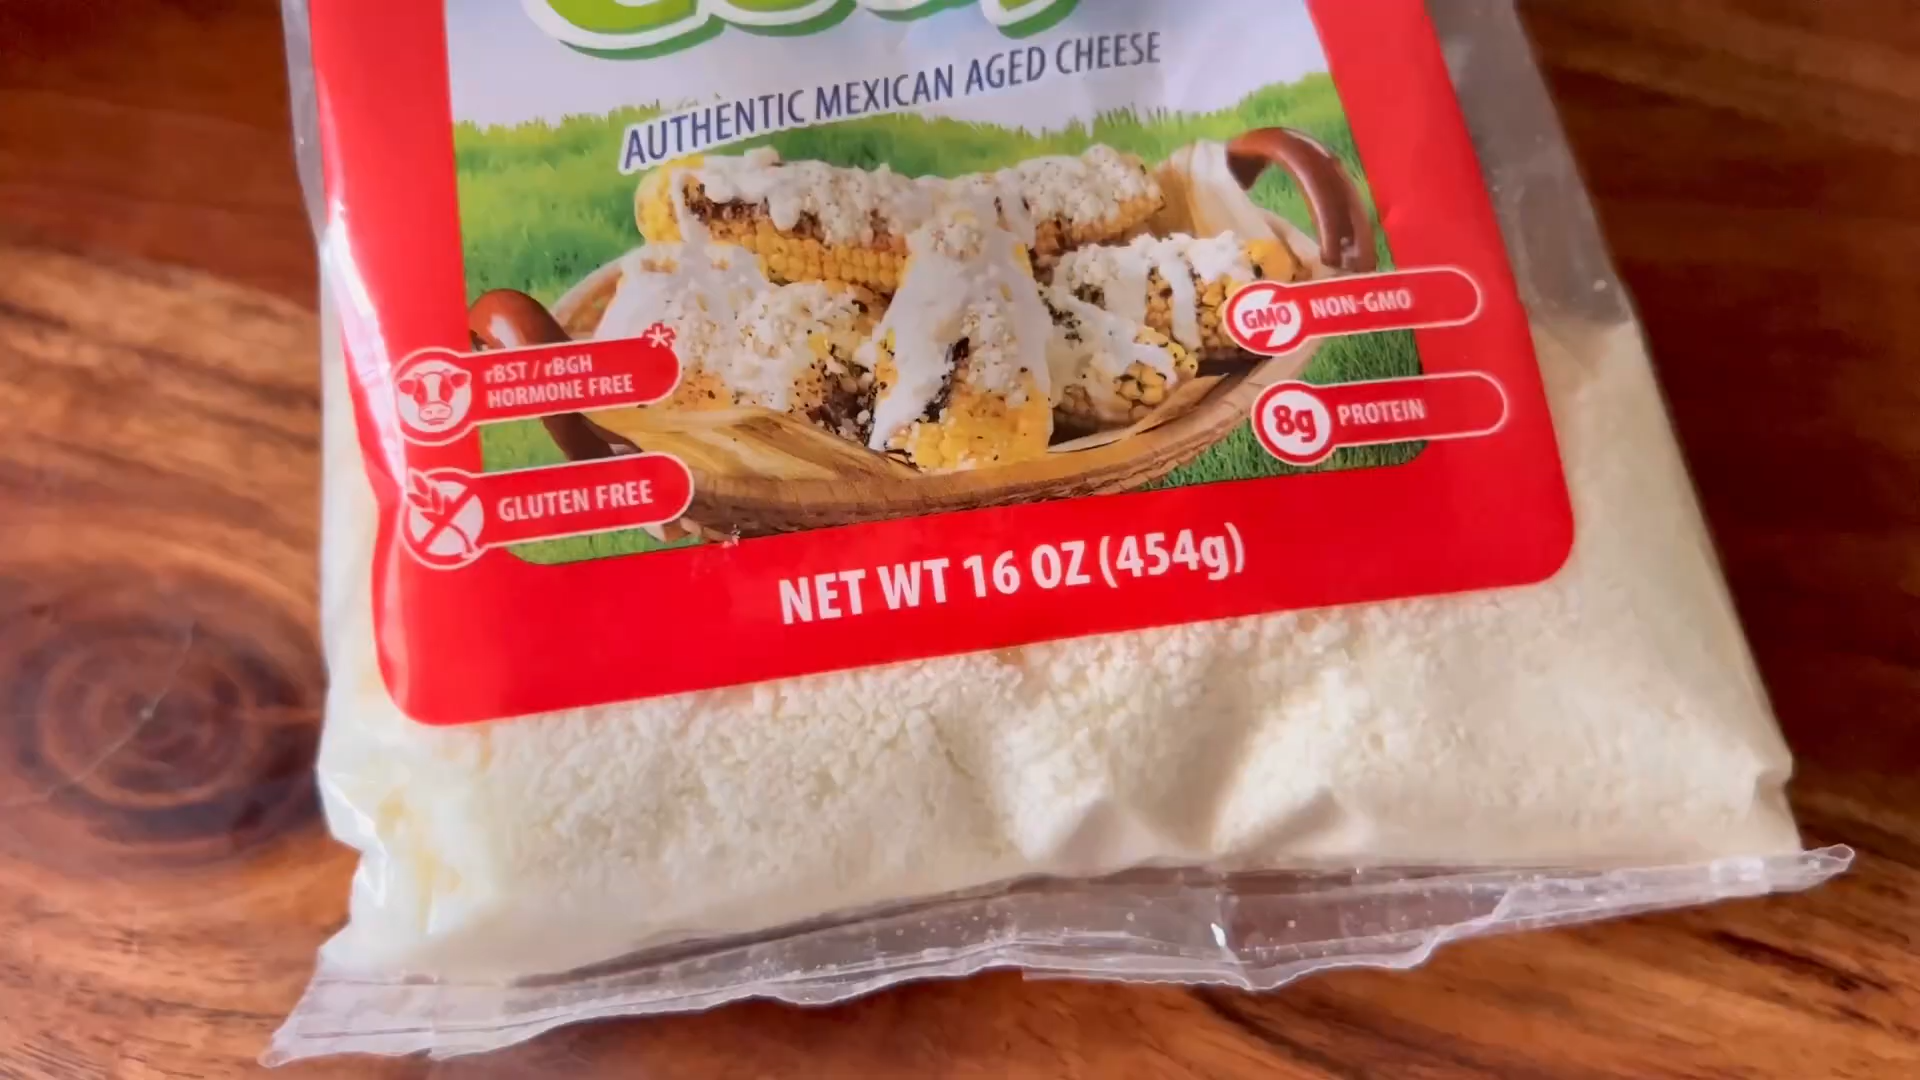 AUTHENTIC MEXICAN AGED CHEESE
*
rBST / rBGH
HORMONE FREE
GMO NON-GMO
8g PROTEIN
GLUTEN FREE
NET WT 16 OZ (454g)